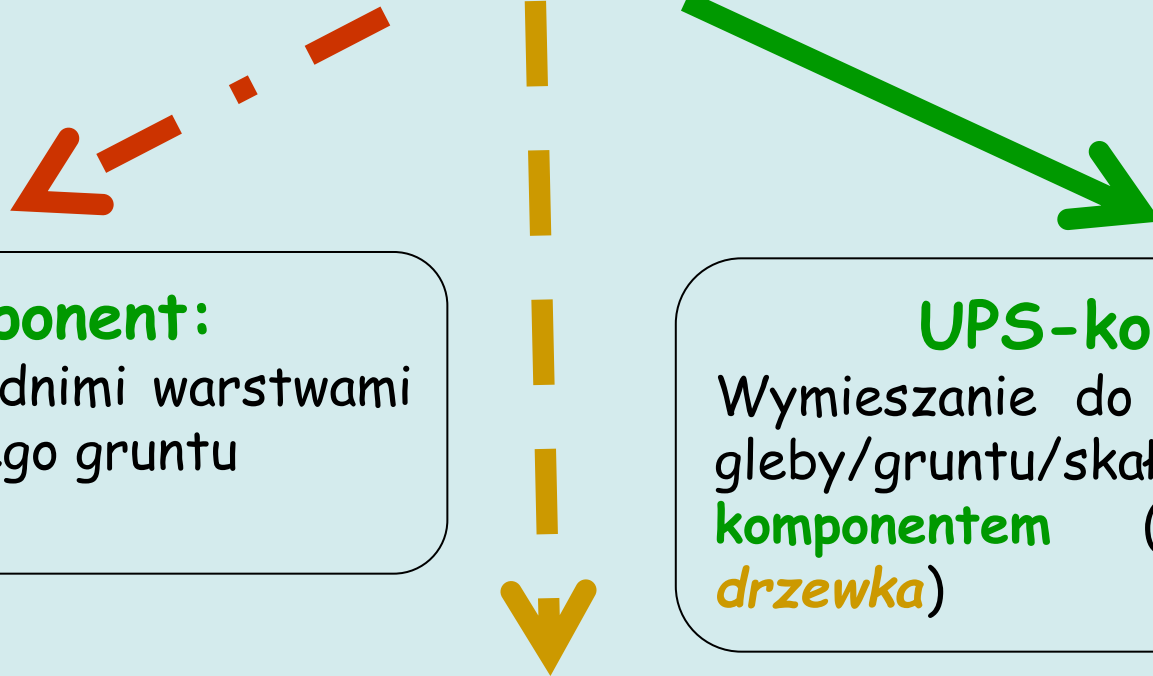 ponent:
dnimi warstwami
go gruntu
UPS-ko
Wymieszanie do
gleby/gruntu/skał
komponentem (
drzewka)